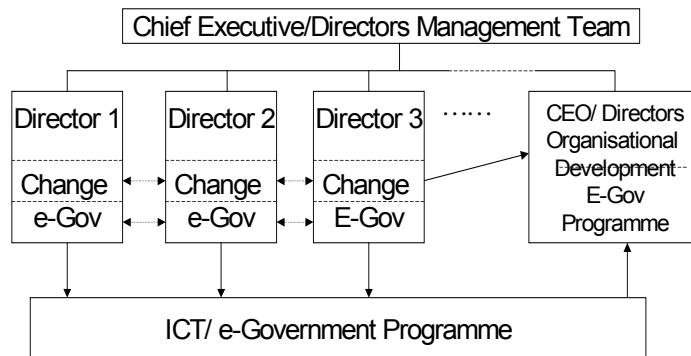 Chief Executive/Directors Management Team
Director 1
Change
e-Gov
Director 2
Change
e-Gov
Director 3
Change
E-Gov
......
CEO/ Directors
Organisational
Development
E-Gov
Programme
ICT/ e-Government Programme